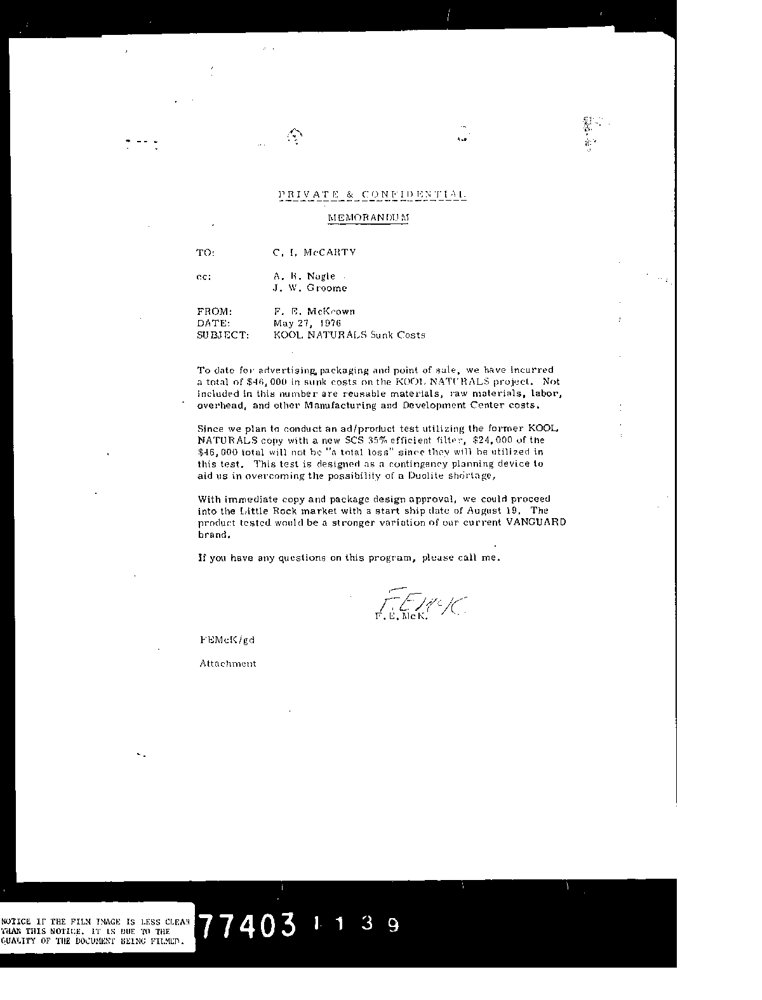 PRIVATE & CONFIDENTIAL
MEMORANDUM
TO: C. I. McCARTY
cc: A. R. Nagle
J. W. Groome
FROM: F. E. McKeown
DATE: May 27, 1976
SUBJECT: KOOL NATURALS Sunk Costs
To date for advertising, packaging and point of sale, we have incurred
a total of $46,000 in sunk costs on the KOOL NATURALS project. Not
included in this number are reusable materials, raw materials, labor,
overhead, and other Manufacturing and Development Center costs.
Since we plan to conduct an ad/product test utilizing the former KOOL
NATURALS copy with a new SCS 35% efficient filter, $24,000 of the
$46,000 total will not be "a total loss" since they will be utilized in
this test. This test is designed as a contingency planning device to
aid us in overcoming the possibility of a Duolite shortage.
With immediate copy and package design approval, we could proceed
into the Little Rock market with a start ship date of August 19. The
product tested would be a stronger variation of our current VANGUARD
brand.
If you have any questions on this program, please call me.
F.E.McK
F.E.McK.
FEMcK/gd
Attachment
NOTICE IF THE FILM IMAGE IS LESS CLEAR
THAN THIS NOTICE, IT IS DUE TO THE
QUALITY OF THE DOCUMENT BEING FILMED.
77403 1139